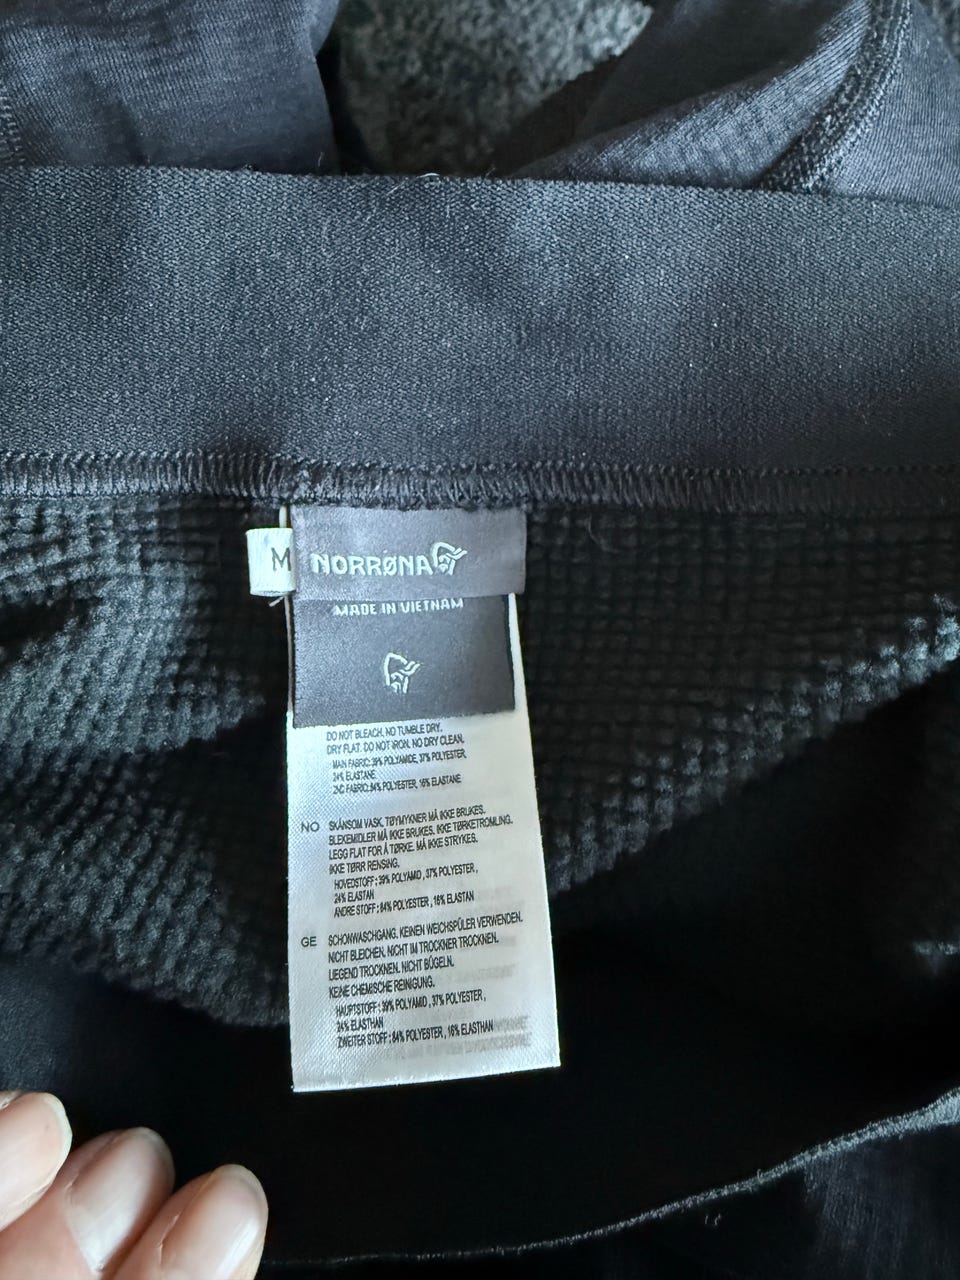 M
NORRØNA
MADE IN VIETNAM
DO NOT BLEACH. NO TUMBLE DRY.
DRY FLAT. DO NOT IRON. NO DRY CLEAN.
MAIN FABRIC: 39% POLYAMIDE, 37% POLYESTER,
24% ELASTANE
2ND FABRIC: 84% POLYESTER, 16% ELASTANE
NO SKÅNSOM VASK. TØYMYKNER MÅ IKKE BRUKES.
BLEKEMIDLER MÅ IKKE BRUKES. IKKE TØRKETROMLING.
LEGG FLAT FOR Å TØRKE. MÅ IKKE STRYKES.
IKKE TØRR RENSING.
HOVEDSTOFF : 39% POLYAMID , 37% POLYESTER ,
24% ELASTAN
ANDRE STOFF : 84% POLYESTER , 16% ELASTAN
GE SCHONWASCHGANG. KEINEN WEICHSPÜLER VERWENDEN.
NICHT BLEICHEN. NICHT IM TROCKNER TROCKNEN.
LIEGEND TROCKNEN. NICHT BÜGELN.
KEINE CHEMISCHE REINIGUNG.
HAUPTSTOFF : 39% POLYAMID , 37% POLYESTER ,
24% ELASTHAN
ZWEITER STOFF : 84% POLYESTER , 16% ELASTHAN